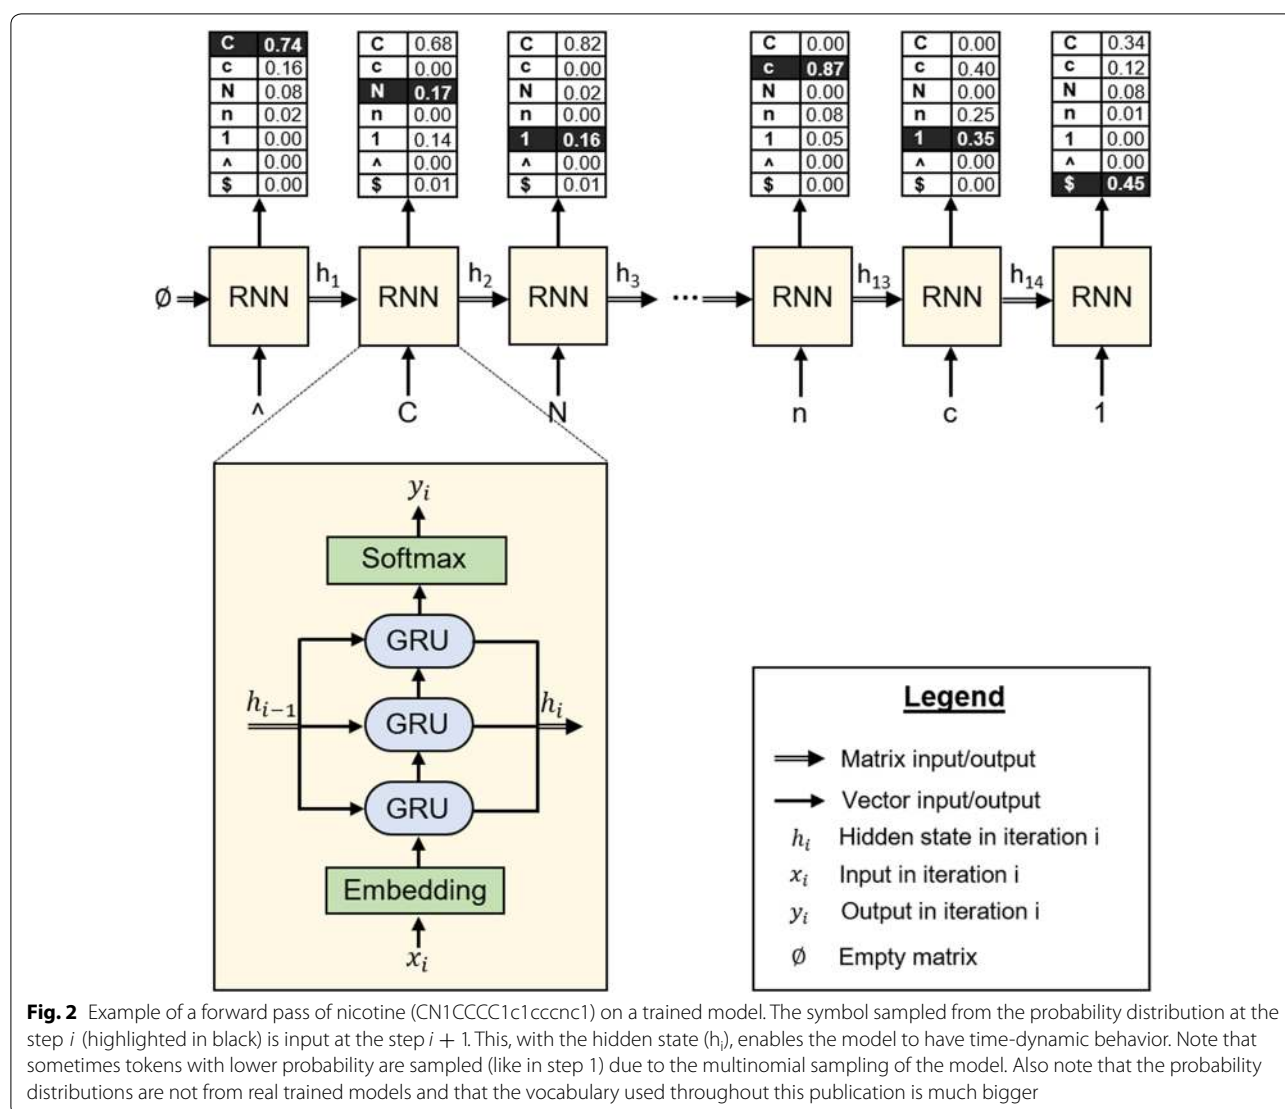 C 0.74 C 0.68 C 0.82 C 0.00 C 0.00 C 0.34
c 0.16 c 0.00 c 0.00 c 0.87 c 0.40 c 0.12
N 0.08 N 0.17 N 0.02 N 0.00 N 0.00 N 0.08
n 0.02 n 0.00 n 0.00 n 0.08 n 0.25 n 0.01
1 0.00 1 0.14 1 0.16 1 0.05 1 0.35 1 0.00
^ 0.00 ^ 0.00 ^ 0.00 ^ 0.00 ^ 0.00 ^ 0.00
$ 0.00 $ 0.01 $ 0.01 $ 0.00 $ 0.00 $ 0.45
∅ RNN h₁ RNN h₂ RNN h₃ ... RNN h₁₃ RNN h₁₄ RNN
^ C N n c 1
yᵢ
Softmax
GRU
hᵢ₋₁ GRU hᵢ
GRU
Embedding
xᵢ
Legend
Matrix input/output
Vector input/output
hᵢ Hidden state in iteration i
xᵢ Input in iteration i
yᵢ Output in iteration i
∅ Empty matrix
Fig. 2 Example of a forward pass of nicotine (CN1CCCC1c1cccnc1) on a trained model. The symbol sampled from the probability distribution at the
step i (highlighted in black) is input at the step i + 1. This, with the hidden state (hᵢ), enables the model to have time-dynamic behavior. Note that
sometimes tokens with lower probability are sampled (like in step 1) due to the multinomial sampling of the model. Also note that the probability
distributions are not from real trained models and that the vocabulary used throughout this publication is much bigger